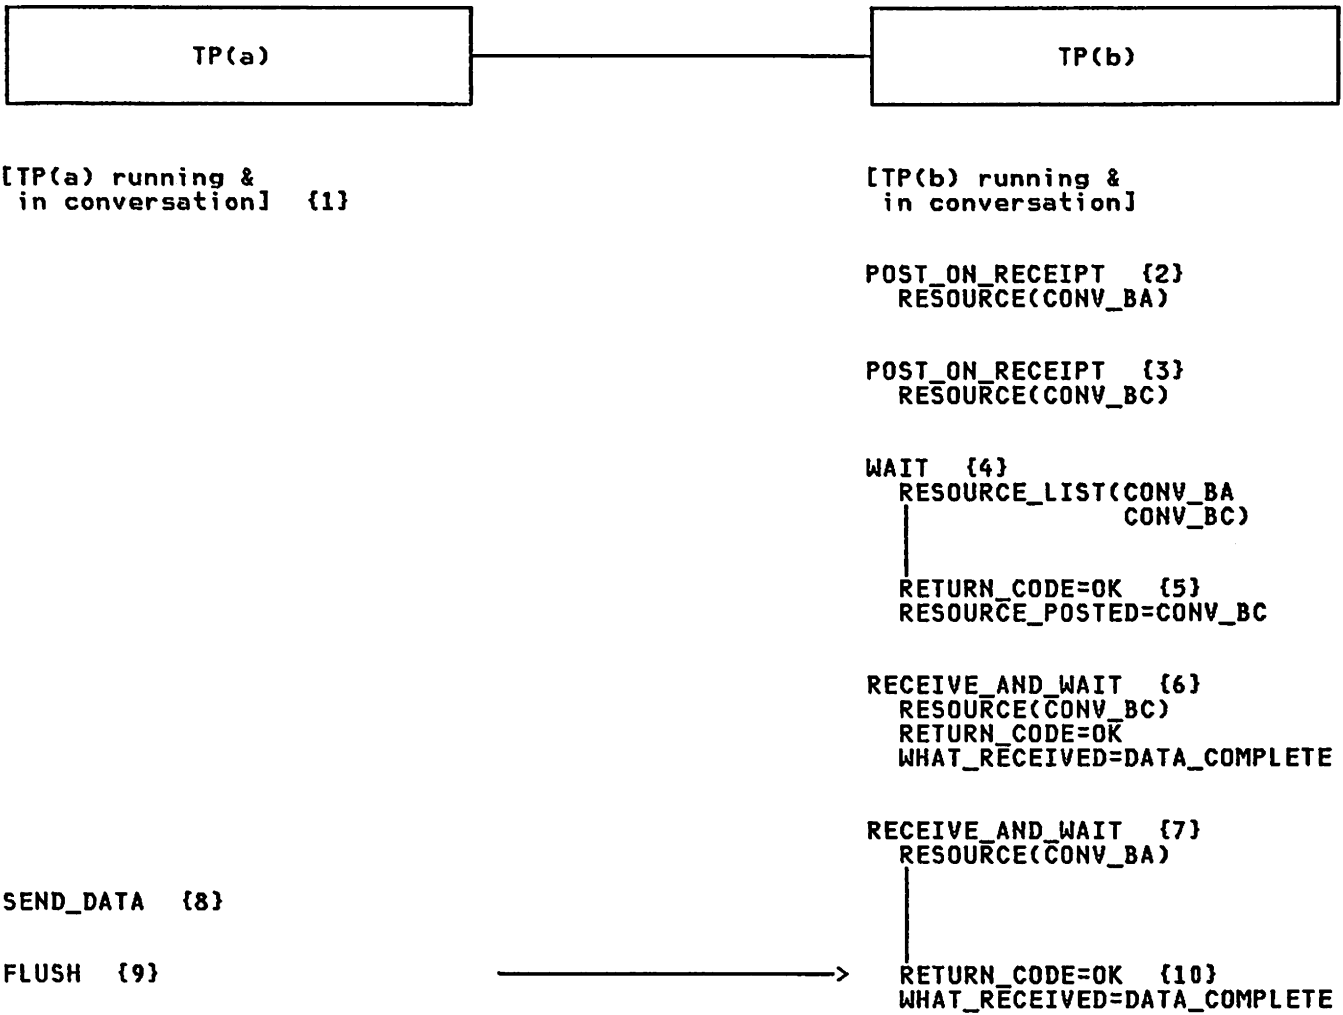 TP(a)
TP(b)
[TP(a) running &
in conversation] {1}
[TP(b) running &
in conversation]
POST_ON_RECEIPT {2}
RESOURCE(CONV_BA)
POST_ON_RECEIPT {3}
RESOURCE(CONV_BC)
WAIT {4}
RESOURCE_LIST(CONV_BA
CONV_BC)
RETURN_CODE=OK {5}
RESOURCE_POSTED=CONV_BC
RECEIVE_AND_WAIT {6}
RESOURCE(CONV_BC)
RETURN_CODE=OK
WHAT_RECEIVED=DATA_COMPLETE
RECEIVE_AND_WAIT {7}
RESOURCE(CONV_BA)
SEND_DATA {8}
FLUSH {9}
RETURN_CODE=OK {10}
WHAT_RECEIVED=DATA_COMPLETE